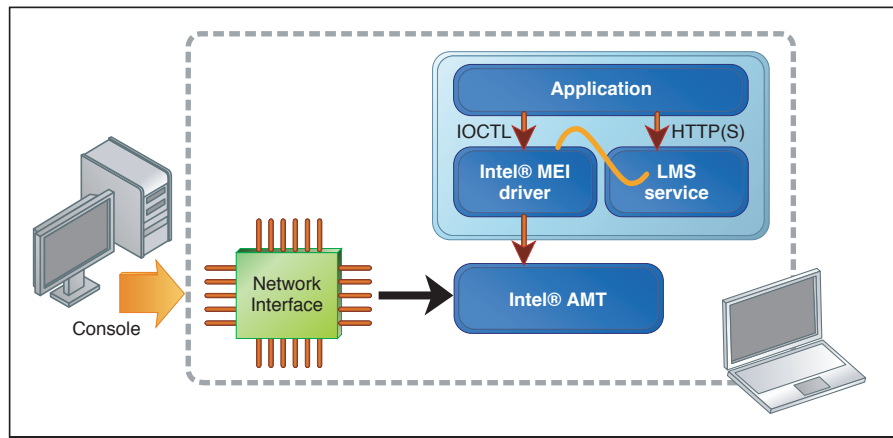 Application
IOCTL
HTTP(S)
Intel® MEI
driver
LMS
service
Network
Interface
Intel® AMT
Console